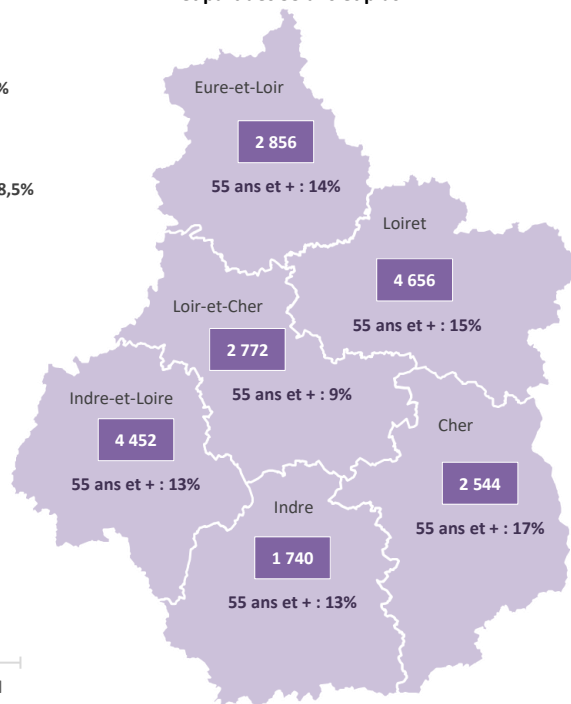 %
8,5%
Eure-et-Loir
2 856
55 ans et + : 14%
Loiret
4 656
55 ans et + : 15%
Loir-et-Cher
2 772
55 ans et + : 9%
Indre-et-Loire
4 452
55 ans et + : 13%
Cher
2 544
55 ans et + : 17%
Indre
1 740
55 ans et + : 13%